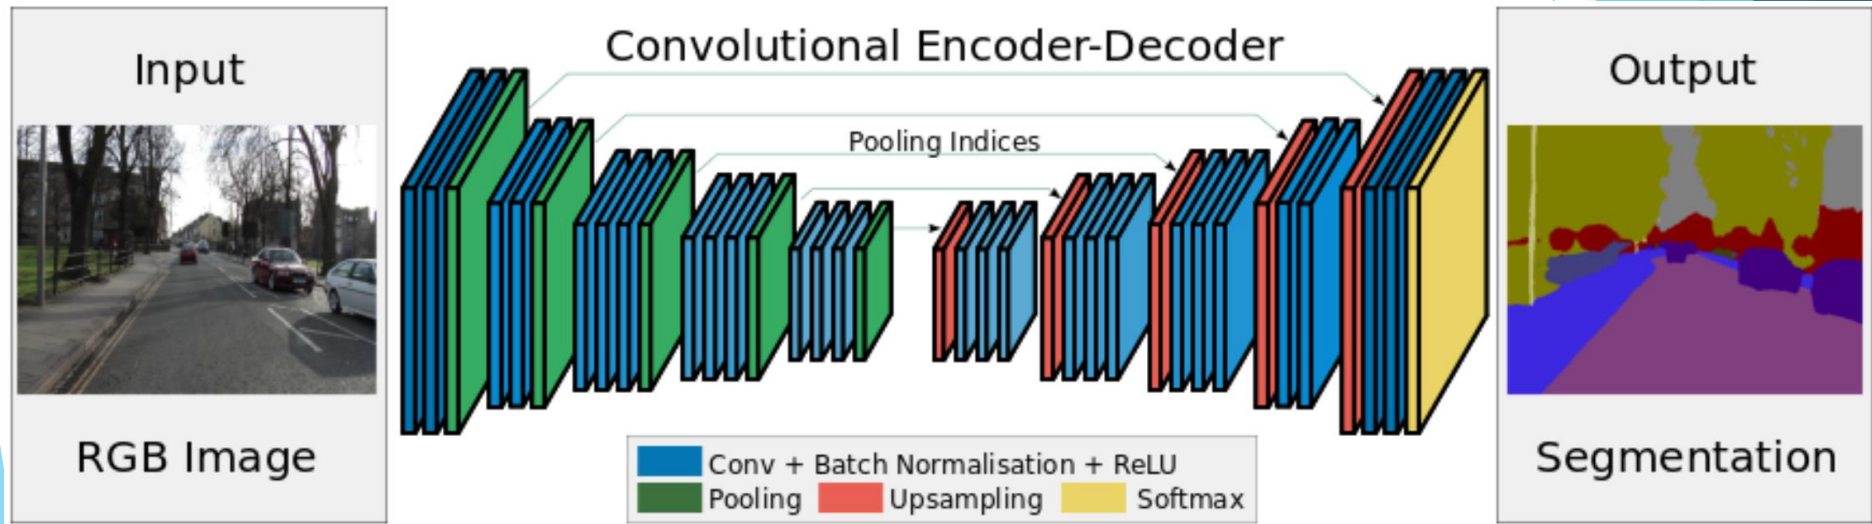 Input
RGB Image
Convolutional Encoder-Decoder
Pooling Indices
Conv + Batch Normalisation + ReLU
Pooling
Upsampling
Softmax
Output
Segmentation